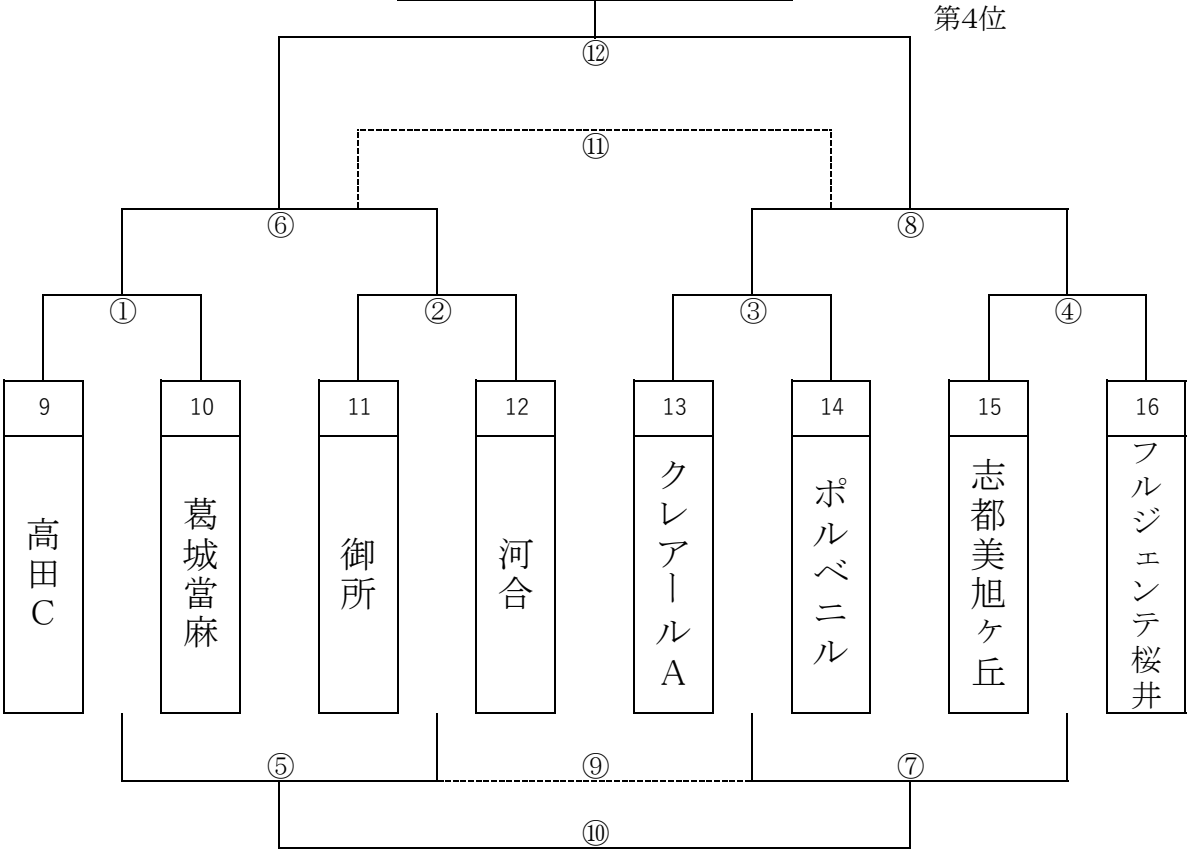 第4位
⑫
⑪
⑥ ⑧
① ② ③ ④
9 10 11 12 13 14 15 16
高田C
葛城當麻
御所
河合
クレアールA
ポルベニル
志都美旭ヶ丘
フルジェンテ桜井
⑤ ⑨ ⑦
⑩